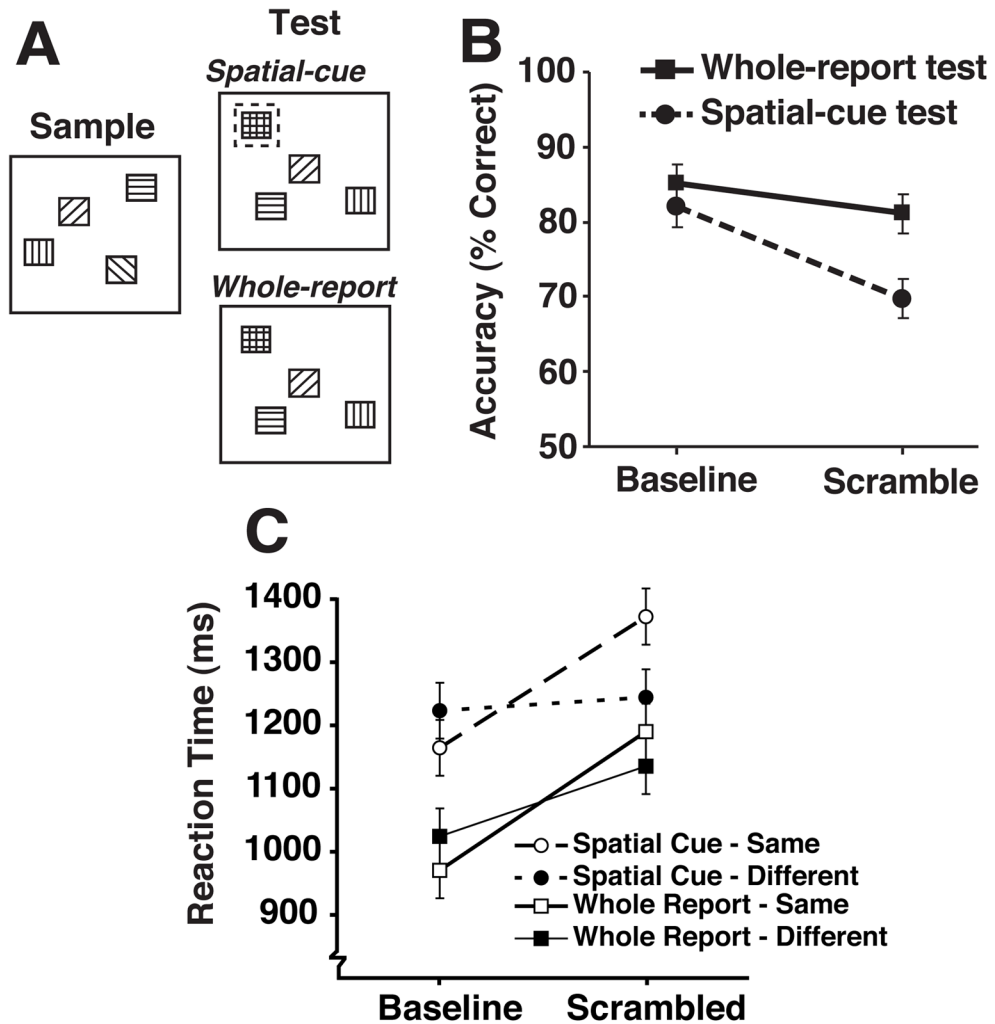 A
Sample
Test
Spatial-cue
Whole-report
B
Accuracy (% Correct)
100
90
80
70
60
50
Whole-report test
Spatial-cue test
Baseline
Scramble
C
Reaction Time (ms)
1400
1300
1200
1100
1000
900
Spatial Cue - Same
Spatial Cue - Different
Whole Report - Same
Whole Report - Different
Baseline
Scrambled